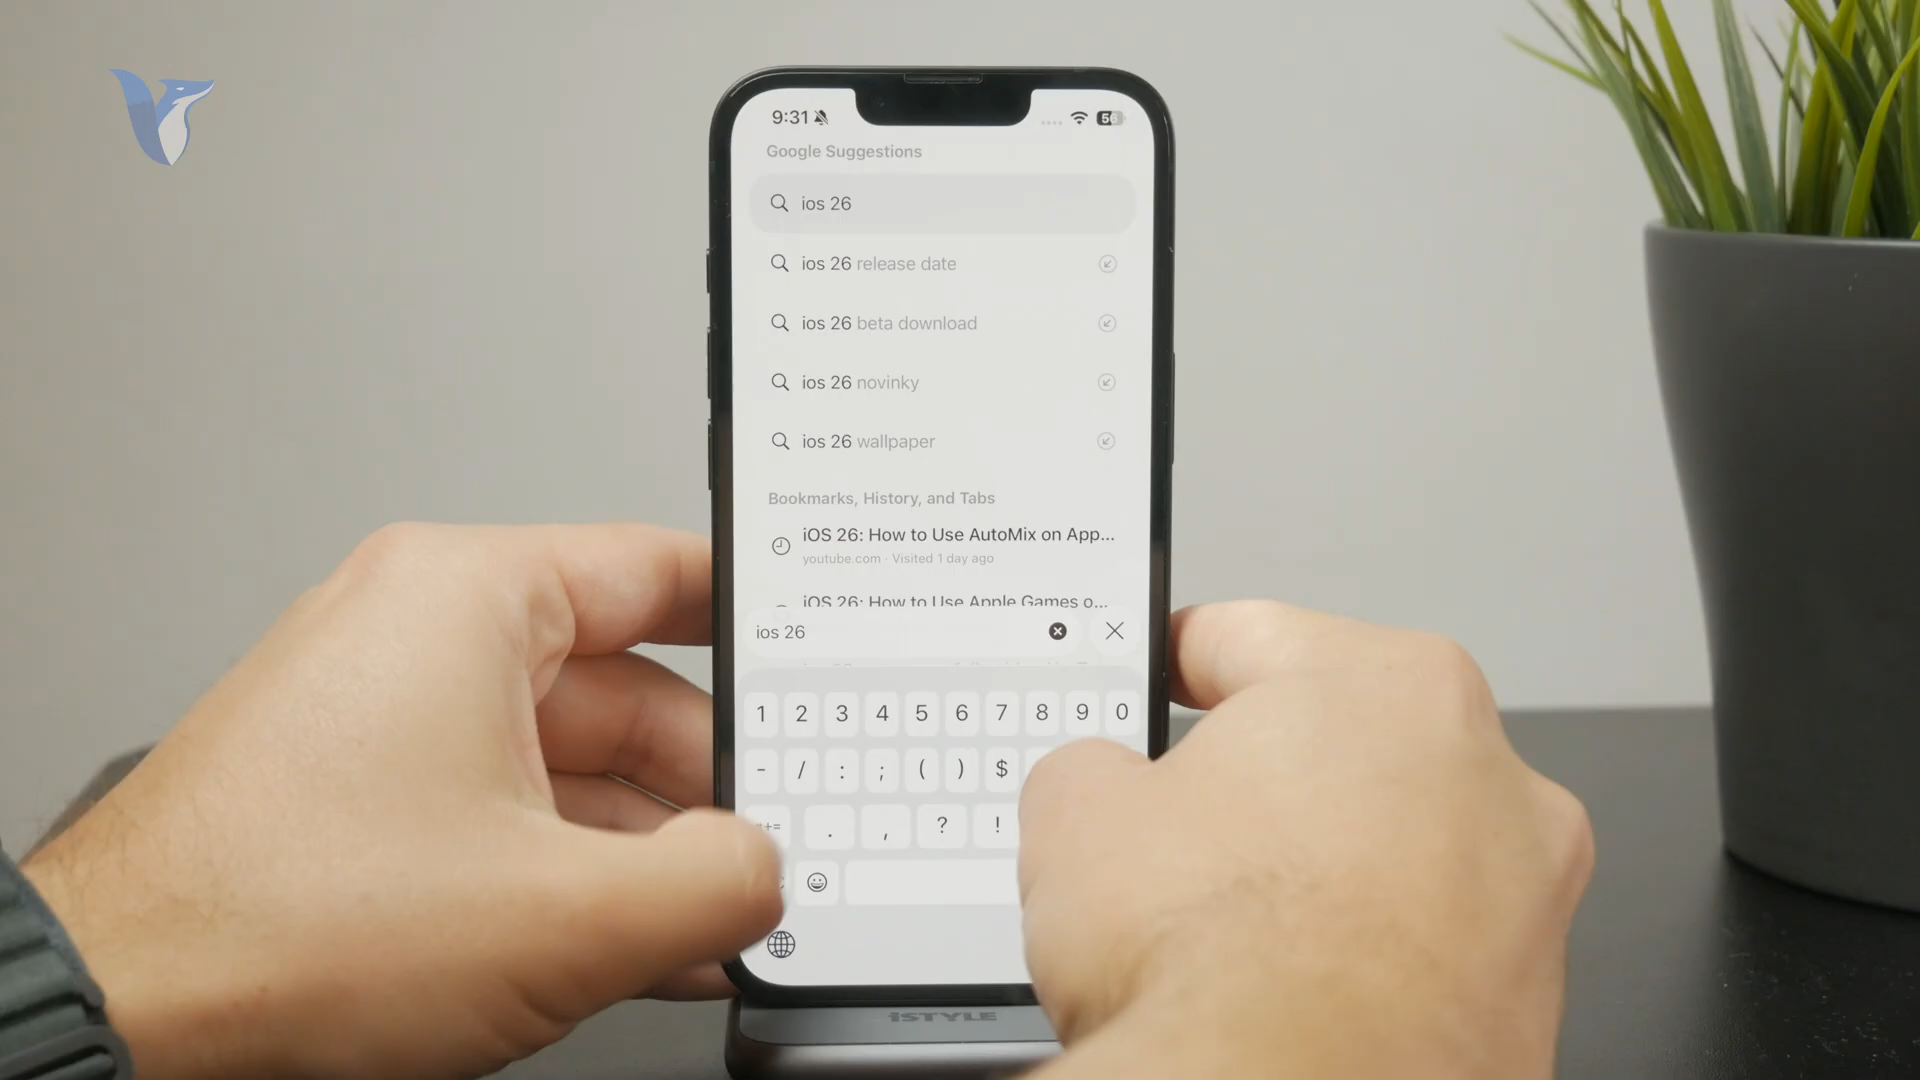 9:31
56
Google Suggestions
ios 26
ios 26 release date
ios 26 beta download
ios 26 novinky
ios 26 wallpaper
Bookmarks, History, and Tabs
iOS 26: How to Use AutoMix on App...
youtube.com · Visited 1 day ago
iOS 26: How to Use Apple Games o...
ios 26
1 2 3 4 5 6 7 8 9 0
- / : ; ( ) $
. , ? !
iSTYLE